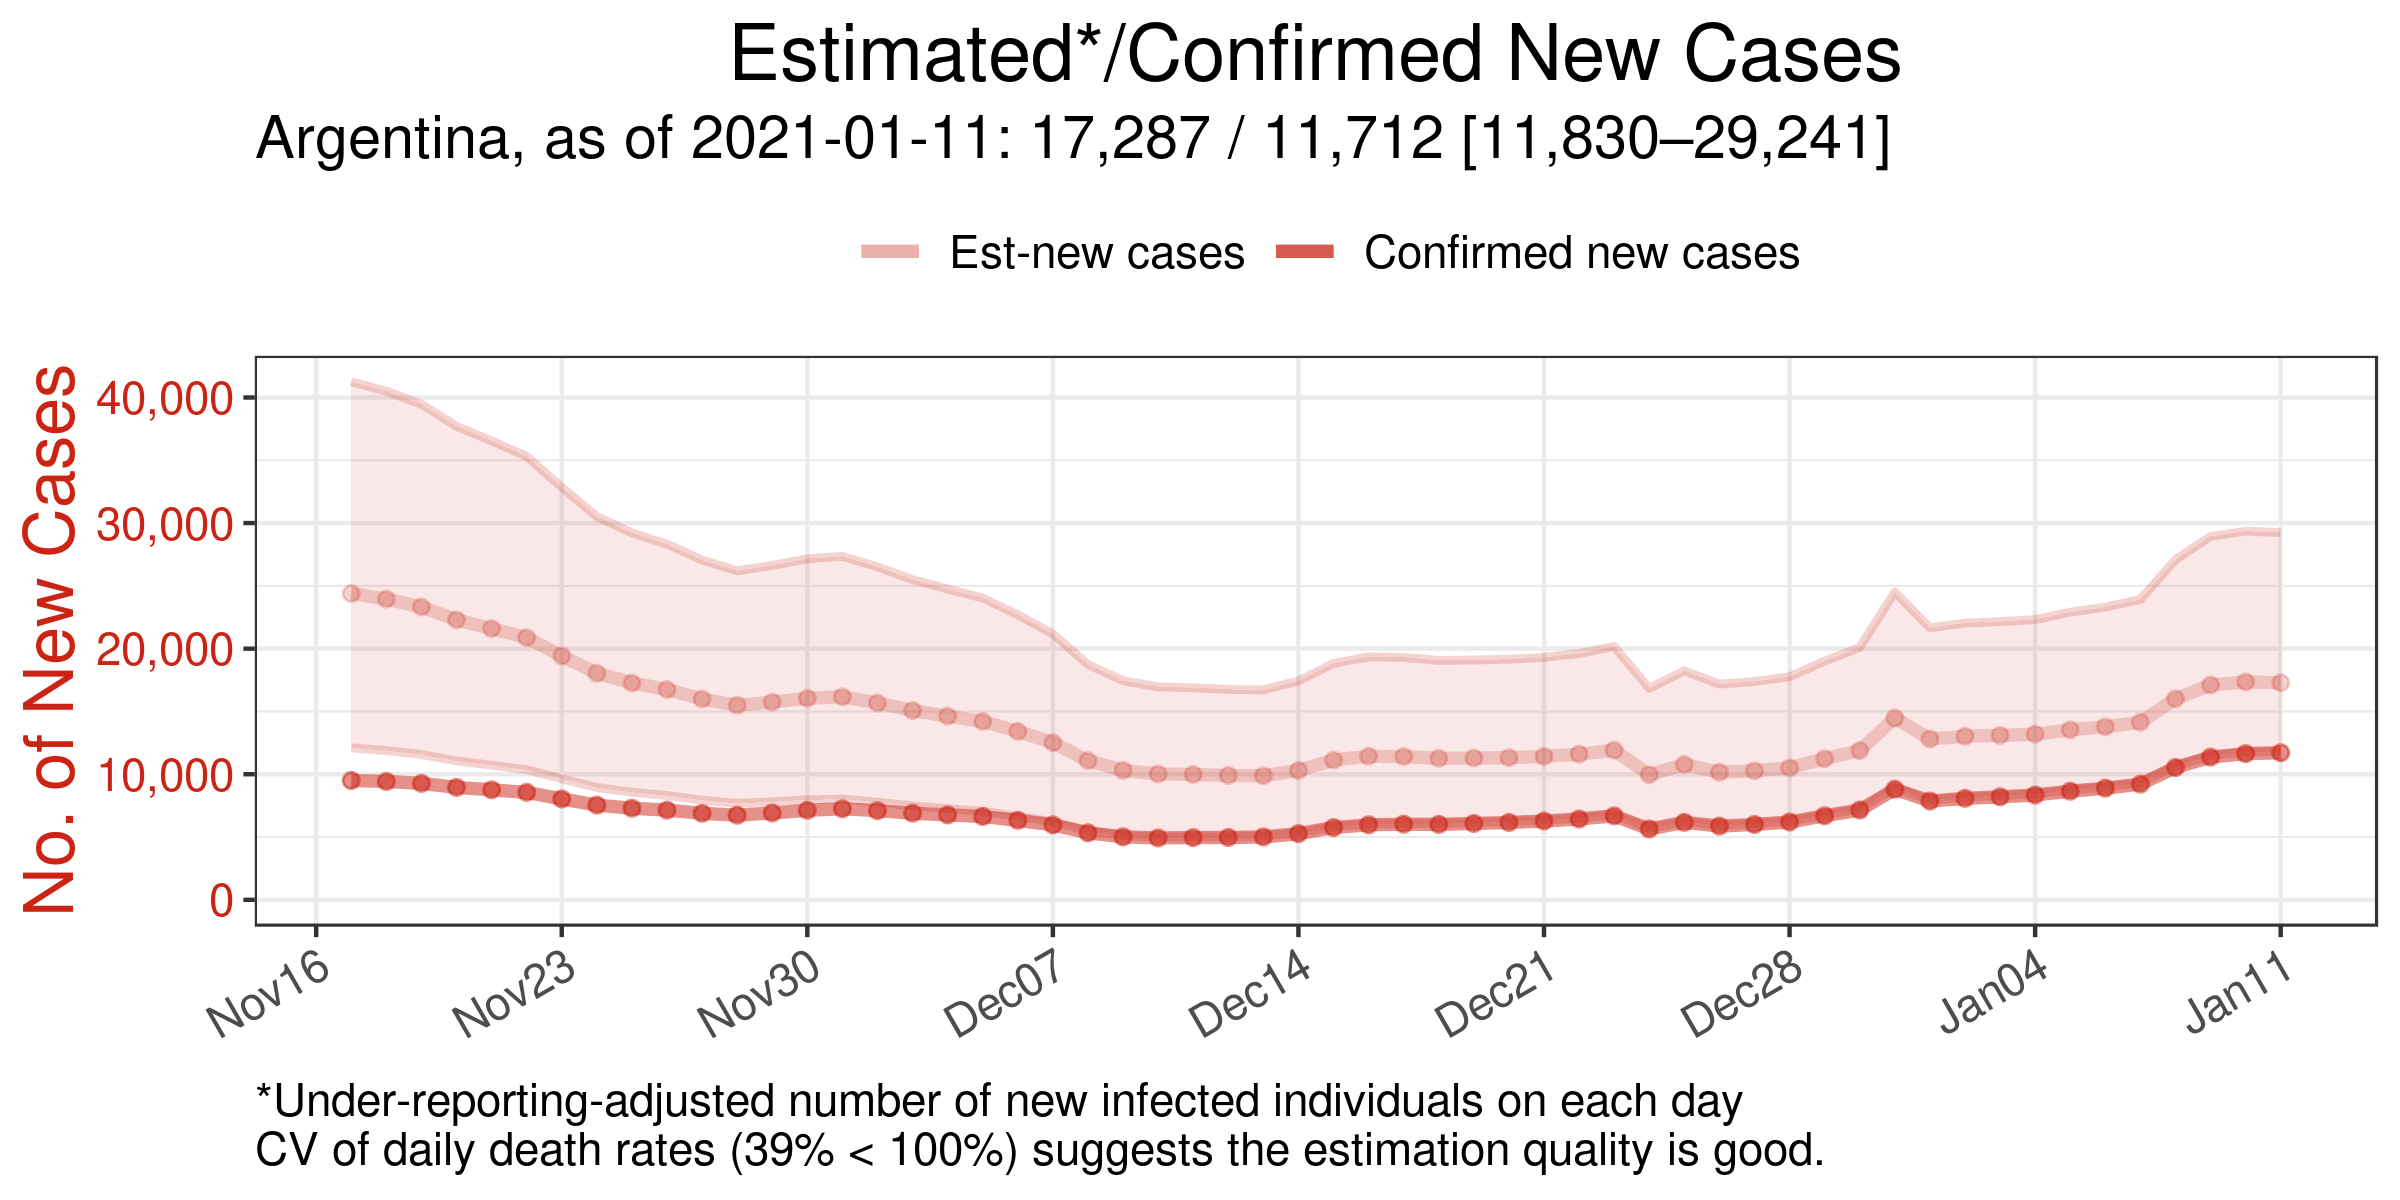 Estimated*/Confirmed New Cases
Argentina, as of 2021-01-11: 17,287 / 11,712 [11,830–29,241]
Est-new cases
Confirmed new cases
No. of New Cases
40,000
30,000
20,000
10,000
0
Nov16
Nov23
Nov30
Dec07
Dec14
Dec21
Dec28
Jan04
Jan11
*Under-reporting-adjusted number of new infected individuals on each day
CV of daily death rates (39% < 100%) suggests the estimation quality is good.